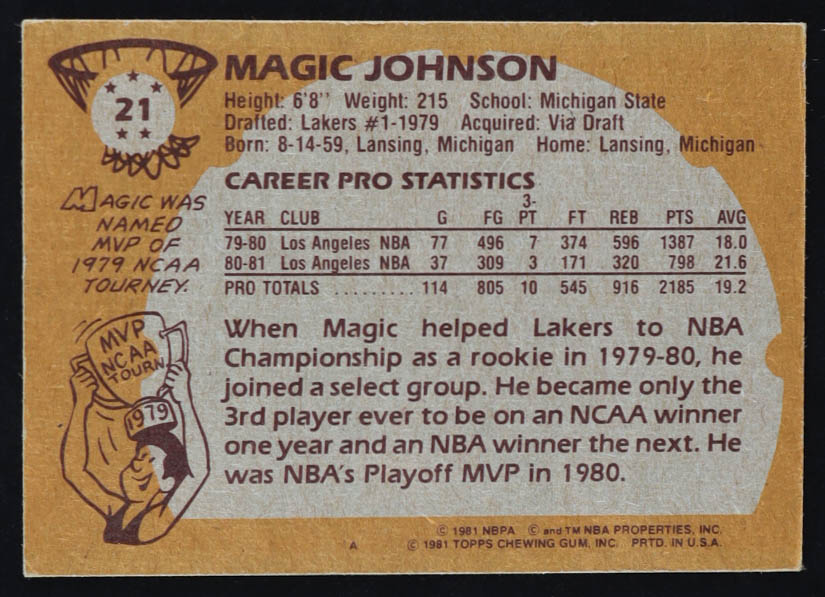 21
MAGIC JOHNSON
Height: 6'8'' Weight: 215 School: Michigan State
Drafted: Lakers #1-1979 Acquired: Via Draft
Born: 8-14-59, Lansing, Michigan Home: Lansing, Michigan
CAREER PRO STATISTICS
YEAR CLUB G FG 3-PT FT REB PTS AVG
79-80 Los Angeles NBA 77 496 7 374 596 1387 18.0
80-81 Los Angeles NBA 37 309 3 171 320 798 21.6
PRO TOTALS .......... 114 805 10 545 916 2185 19.2
MAGIC WAS
NAMED
MVP OF
1979 NCAA
TOURNEY.
MVP
NCAA
TOURN.
1979
When Magic helped Lakers to NBA
Championship as a rookie in 1979-80, he
joined a select group. He became only the
3rd player ever to be on an NCAA winner
one year and an NBA winner the next. He
was NBA's Playoff MVP in 1980.
© 1981 NBPA © and TM NBA PROPERTIES, INC.
A © 1981 TOPPS CHEWING GUM, INC. PRTD. IN U.S.A.